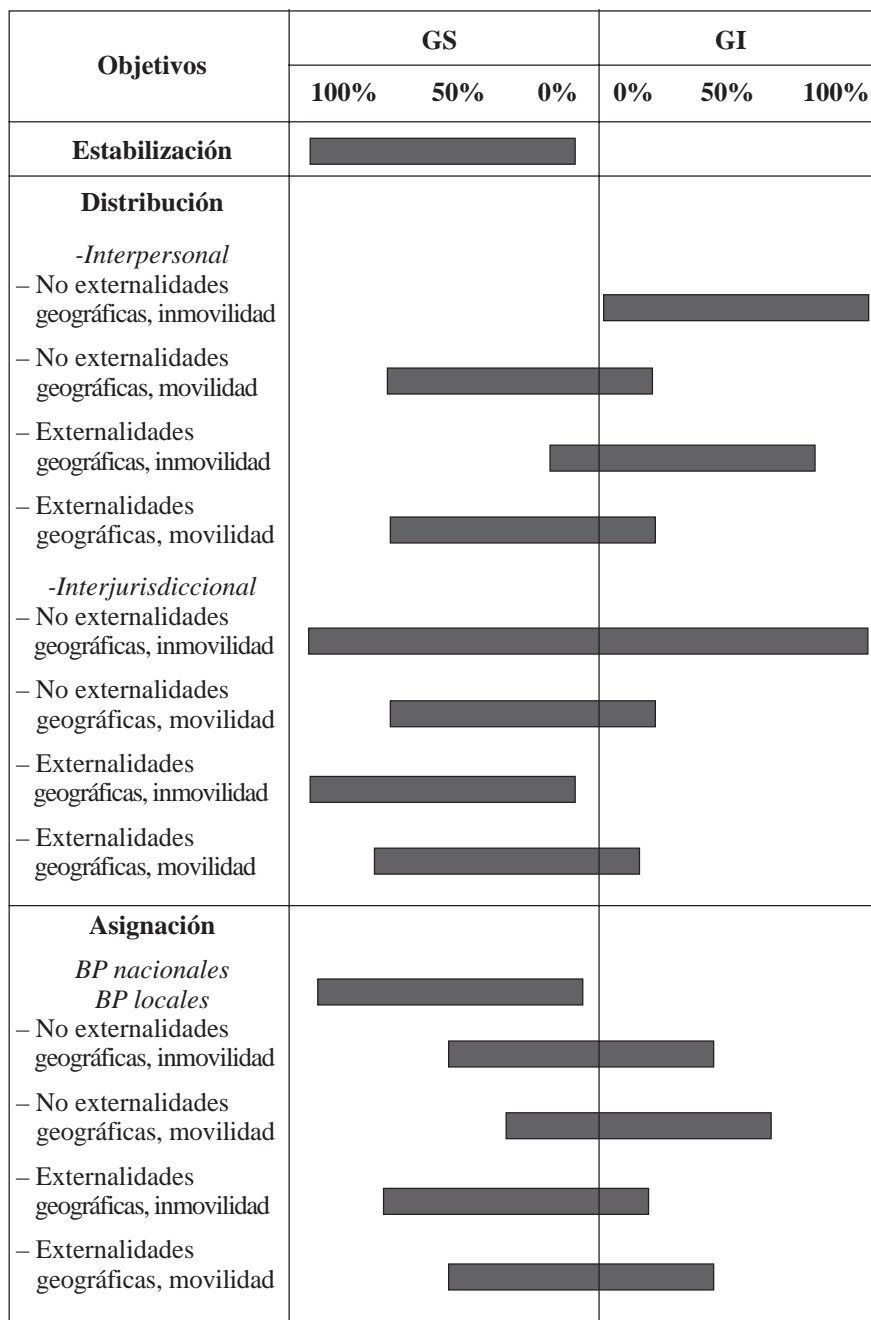 Objetivos
GS
GI
100% 50% 0%
0% 50% 100%
Estabilización
Distribución
-Interpersonal
– No externalidades
geográficas, inmovilidad
– No externalidades
geográficas, movilidad
– Externalidades
geográficas, inmovilidad
– Externalidades
geográficas, movilidad
-Interjurisdiccional
– No externalidades
geográficas, inmovilidad
– No externalidades
geográficas, movilidad
– Externalidades
geográficas, inmovilidad
– Externalidades
geográficas, movilidad
Asignación
BP nacionales
BP locales
– No externalidades
geográficas, inmovilidad
– No externalidades
geográficas, movilidad
– Externalidades
geográficas, inmovilidad
– Externalidades
geográficas, movilidad